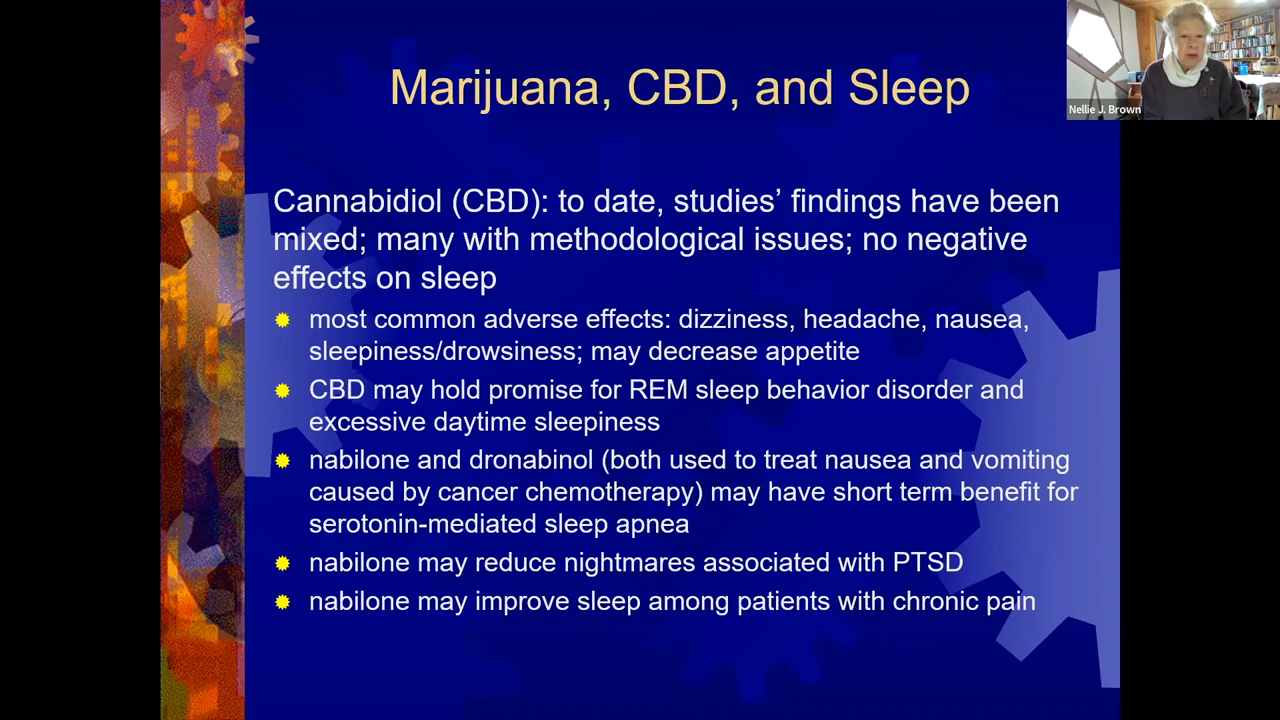 Marijuana, CBD, and Sleep
Nellie J. Brown
Cannabidiol (CBD): to date, studies’ findings have been
mixed; many with methodological issues; no negative
effects on sleep
most common adverse effects: dizziness, headache, nausea,
sleepiness/drowsiness; may decrease appetite
CBD may hold promise for REM sleep behavior disorder and
excessive daytime sleepiness
nabilone and dronabinol (both used to treat nausea and vomiting
caused by cancer chemotherapy) may have short term benefit for
serotonin-mediated sleep apnea
nabilone may reduce nightmares associated with PTSD
nabilone may improve sleep among patients with chronic pain